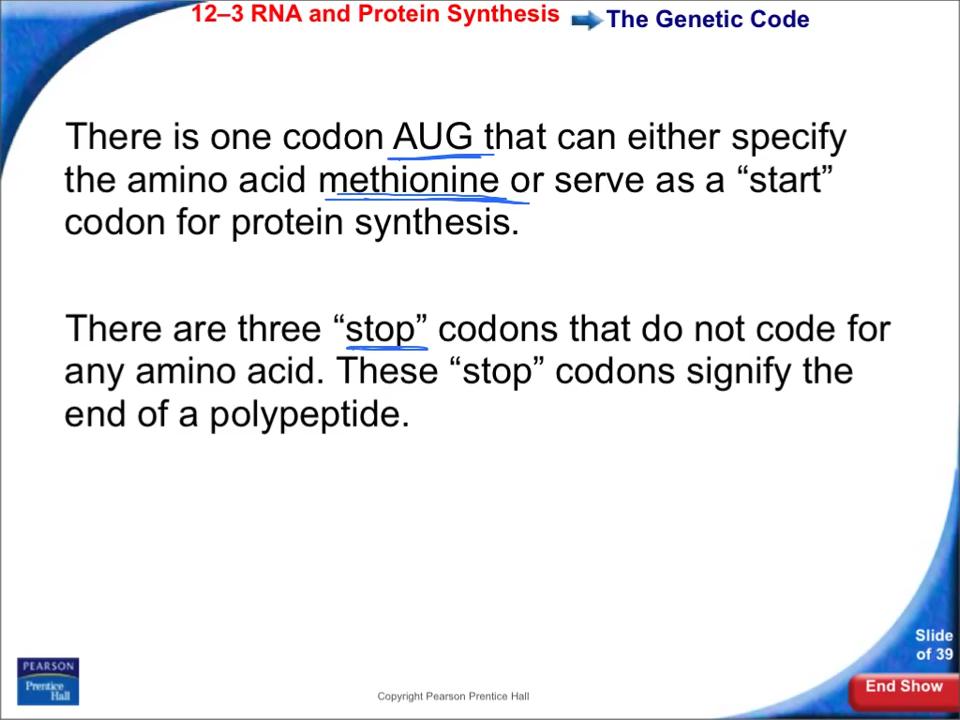 12–3 RNA and Protein Synthesis
The Genetic Code
There is one codon AUG that can either specify
the amino acid methionine or serve as a “start”
codon for protein synthesis.
There are three “stop” codons that do not code for
any amino acid. These “stop” codons signify the
end of a polypeptide.
Slide
of 39
End Show
PEARSON
Prentice
Hall
Copyright Pearson Prentice Hall